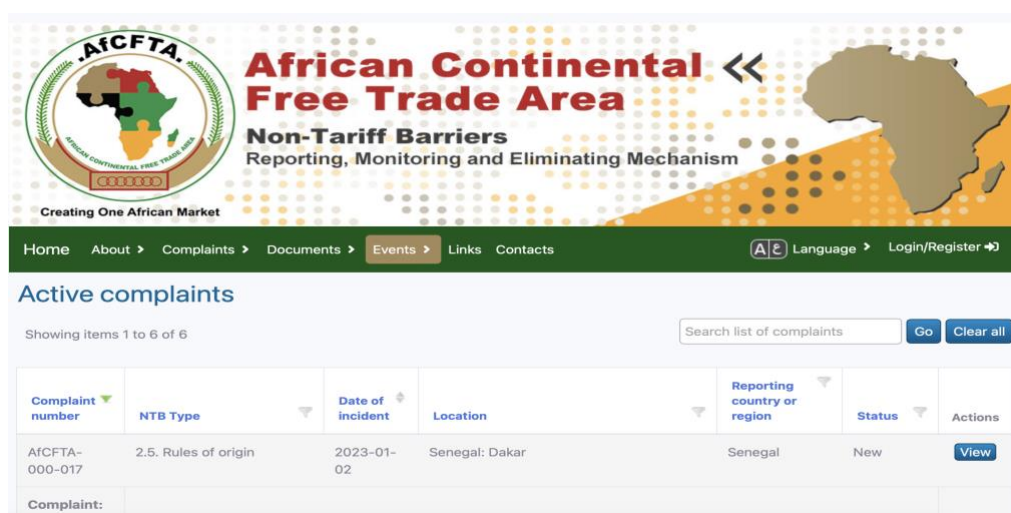 AfCFTA
AFRICAN CONTINENTAL FREE TRADE AREA
Creating One African Market
African Continental
Free Trade Area
Non-Tariff Barriers
Reporting, Monitoring and Eliminating Mechanism
Home About Complaints Documents Events Links Contacts Language Login/Register
Active complaints
Showing items 1 to 6 of 6 Search list of complaints Go Clear all
Complaint number NTB Type Date of incident Location Reporting country or region Status Actions
AfCFTA-000-017 2.5. Rules of origin 2023-01-02 Senegal: Dakar Senegal New View
Complaint: